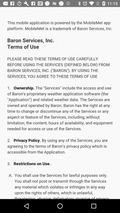 This mobile application is powered by the MobileMet
app platform. MobileMet is a trademark of Baron Services, Inc.
Baron Services, Inc.
Terms of Use
PLEASE READ THESE TERMS OF USE CAREFULLY
BEFORE USING THE SERVICES (DEFINED BELOW) FROM
BARON SERVICES, INC. ("BARON"). BY USING THE
SERVICES, YOU AGREE TO THESE TERMS OF USE.
1. Ownership. The "Services" include the access and use
of Baron's proprietary weather application software (the
"Application") and related weather data. The Services are
owned and operated by Baron. Baron has the right at any
time to change or discontinue any of the Services or any
aspect or feature of the Services, including, without
limitation, the content, hours of availability, and equipment
needed for access or use of the Services.
2. Privacy Policy. By using any of the Services, you are
agreeing to the terms of Baron's privacy policy which is
accessible from the Application.
3. Restrictions on Use.
A. You shall use the Services for lawful purposes only.
You shall not post or transmit through the Services
any material which violates or infringes in any way
upon the rights of others, which is unlawful,